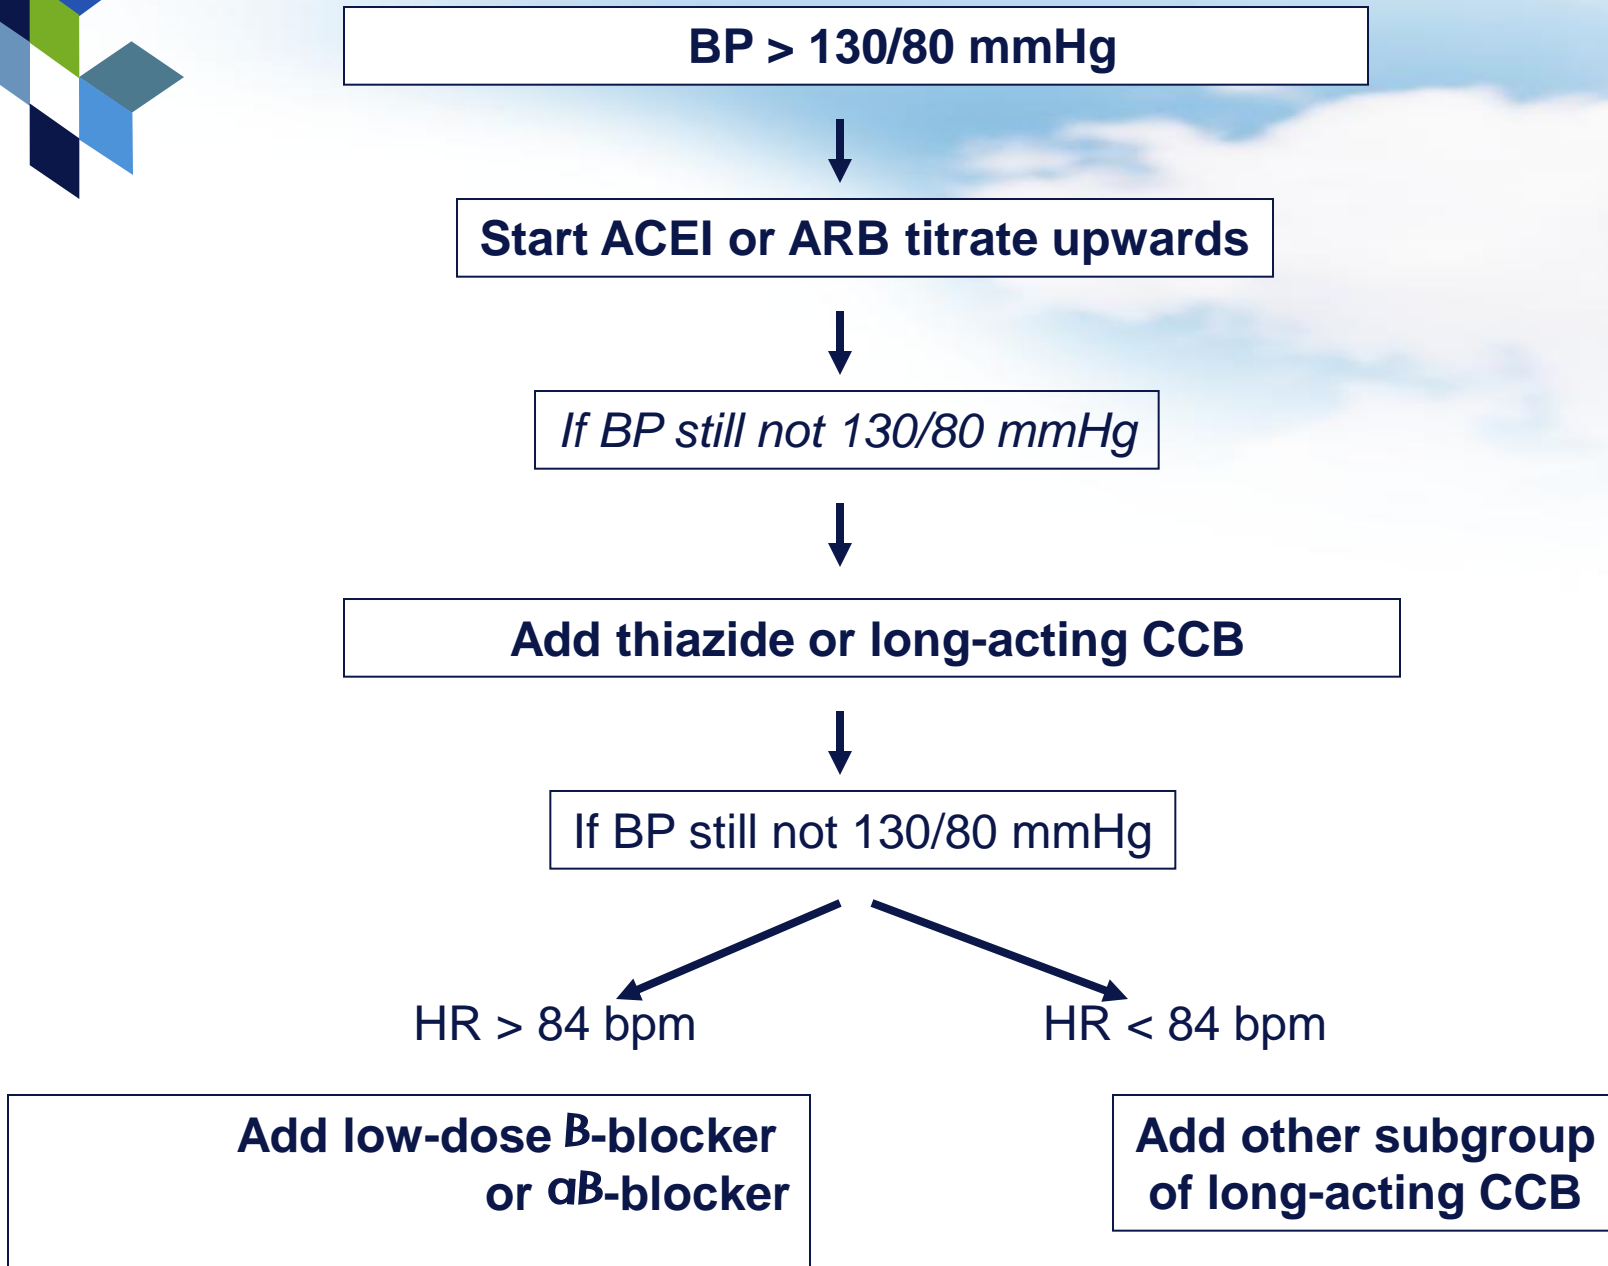 BP > 130/80 mmHg
Start ACEI or ARB titrate upwards
If BP still not 130/80 mmHg
Add thiazide or long-acting CCB
If BP still not 130/80 mmHg
HR > 84 bpm
HR < 84 bpm
Add low-dose B-blocker
or aB-blocker
Add other subgroup
of long-acting CCB